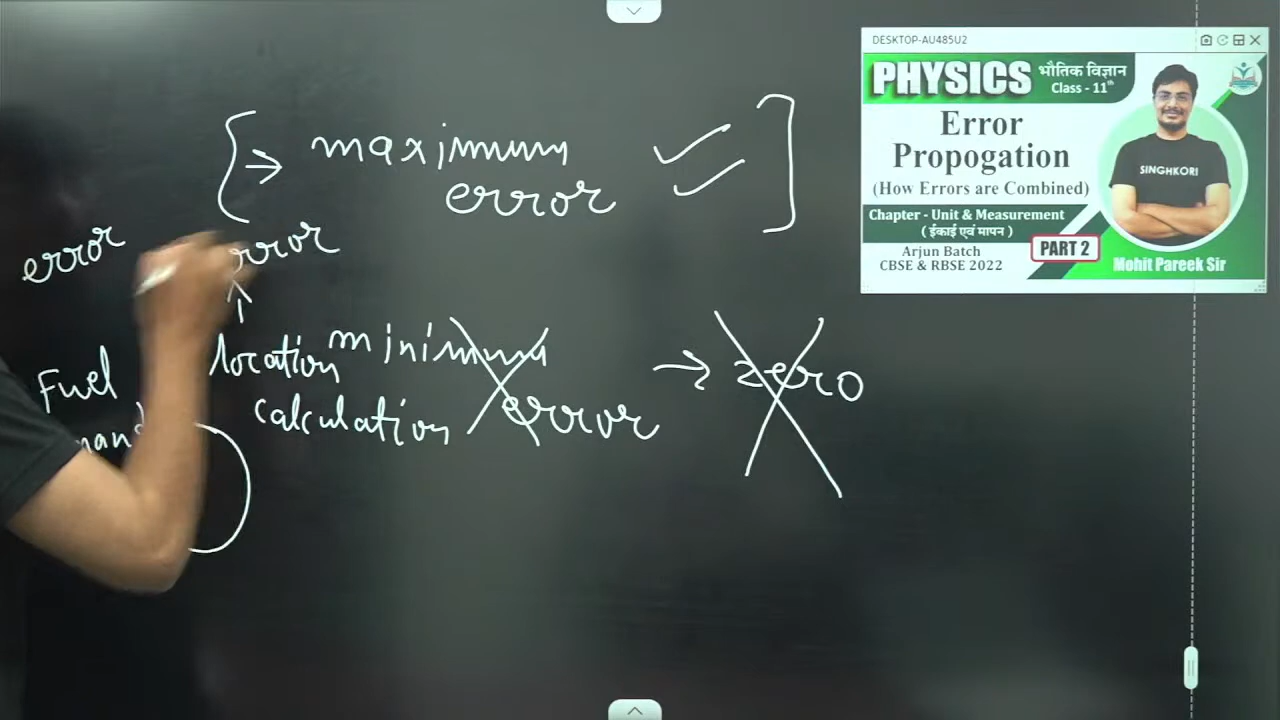 maximum
error
error
error
Fuel
location
calculation
minimum
error
→ zero
DESKTOP-AU485U2
PHYSICS भौतिक विज्ञान
Class - 11th
Error
Propogation
(How Errors are Combined)
Chapter - Unit & Measurement
( ईकाई एवं मापन )
Arjun Batch
CBSE & RBSE 2022
PART 2
SINGHKORI
Mohit Pareek Sir